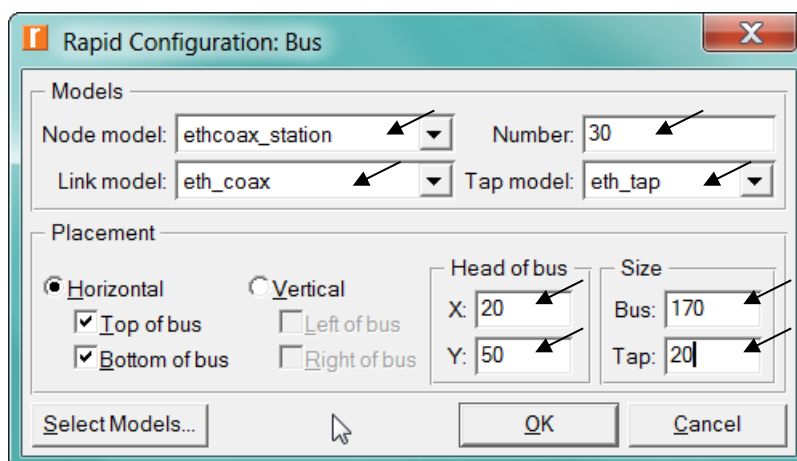 Rapid Configuration: Bus
Models
Node model: ethcoax_station Number: 30
Link model: eth_coax Tap model: eth_tap
Placement
Horizontal
Top of bus
Bottom of bus
Vertical
Left of bus
Right of bus
Head of bus
X: 20
Y: 50
Size
Bus: 170
Tap: 20
Select Models...
OK
Cancel